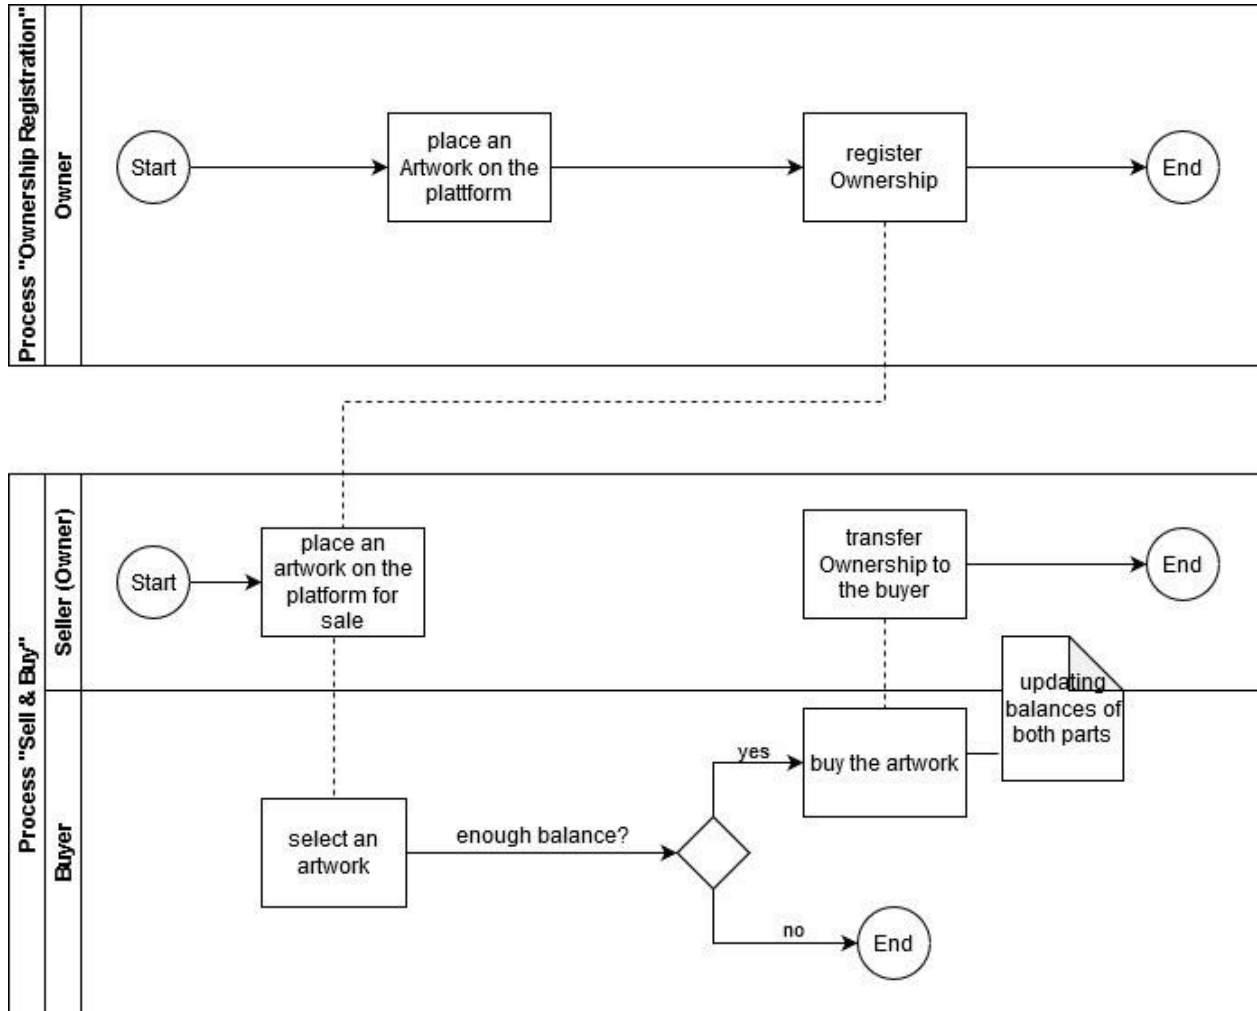 Process "Ownership Registration"
Owner
Start
place an
Artwork on the
plattform
register
Ownership
End
Process "Sell & Buy"
Seller (Owner)
Start
place an
artwork on the
platform for
sale
transfer
Ownership to
the buyer
End
Buyer
select an
artwork
enough balance?
yes
buy the artwork
updating
balances of
both parts
no
End